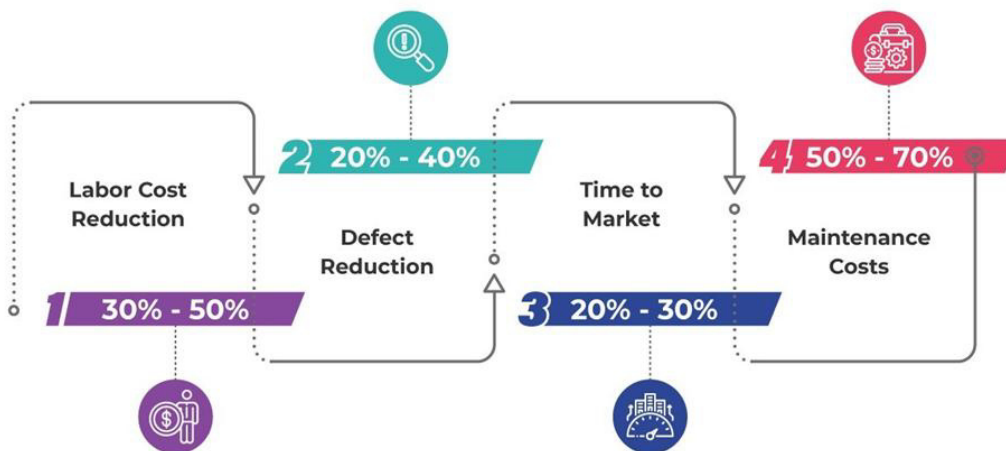 Labor Cost
Reduction
1 30% - 50%
2 20% - 40%
Defect
Reduction
Time to
Market
3 20% - 30%
4 50% - 70%
Maintenance
Costs